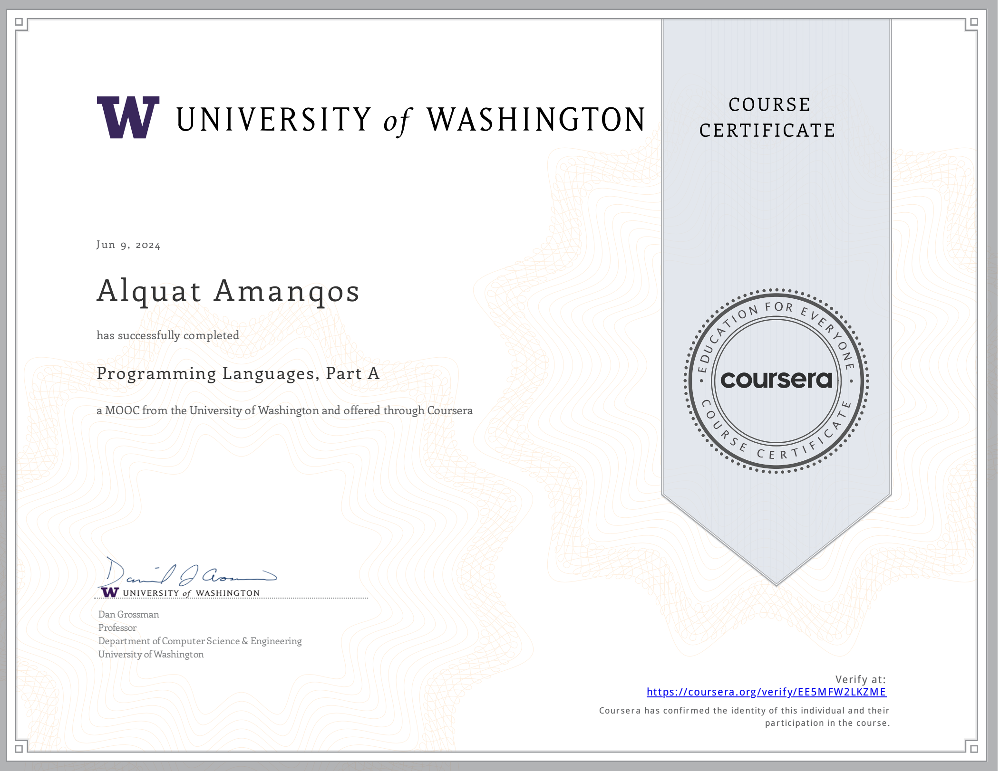 UNIVERSITY of WASHINGTON
COURSE
CERTIFICATE
Jun 9, 2024
Alquat Amanqos
has successfully completed
Programming Languages, Part A
a MOOC from the University of Washington and offered through Coursera
EDUCATION FOR EVERYONE
coursera
COURSE CERTIFICATE
Daniel J Grossman
W UNIVERSITY of WASHINGTON
Dan Grossman
Professor
Department of Computer Science & Engineering
University of Washington
Verify at:
https://coursera.org/verify/EE5MFW2LKZME
Coursera has confirmed the identity of this individual and their
participation in the course.